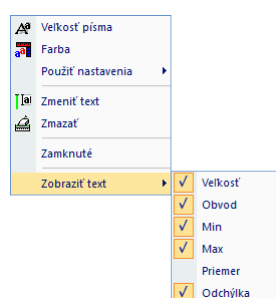 Veľkosť písma
Farba
Použiť nastavenia
Zmeniť text
Zmazať
Zamknuté
Zobraziť text
Veľkosť
Obvod
Min
Max
Priemer
Odchýlka